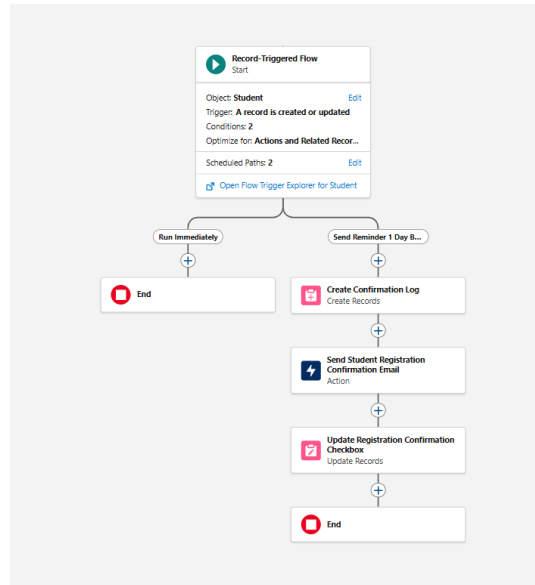 Record-Triggered Flow
Start
Object: Student Edit
Trigger: A record is created or updated
Conditions: 2
Optimize for: Actions and Related Recor...
Scheduled Paths: 2 Edit
Open Flow Trigger Explorer for Student
Run Immediately
Send Reminder 1 Day B...
End
Create Confirmation Log
Create Records
Send Student Registration
Confirmation Email
Action
Update Registration Confirmation
Checkbox
Update Records
End